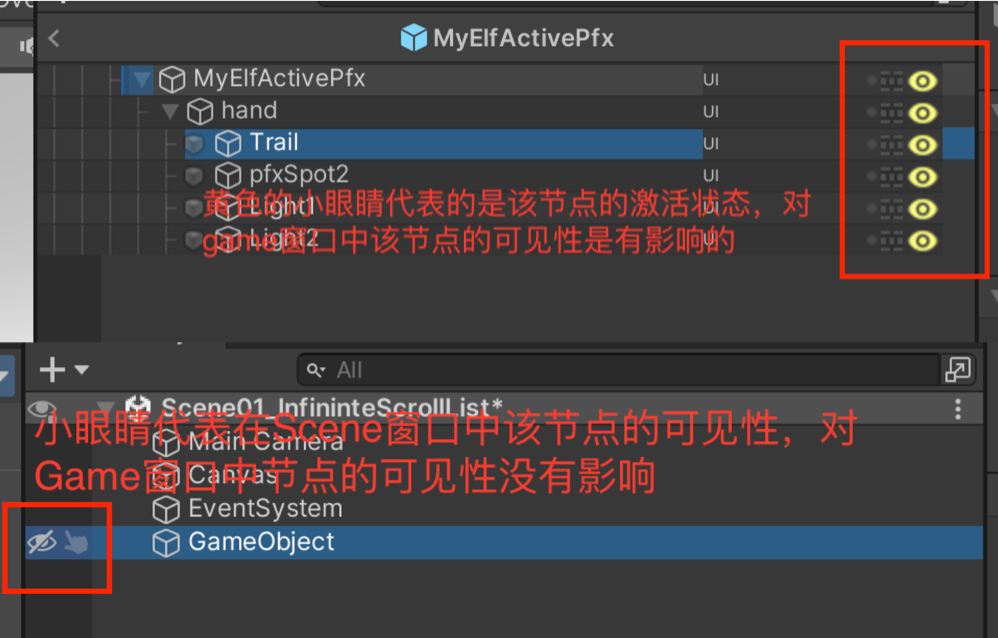 MyElfActivePfx
MyElfActivePfx UI
hand UI
Trail UI
pfxSpot2 UI
Light1 UI
黄色的小眼睛代表的是该节点的激活状态，对
Light2 UI
game窗口中该节点的可见性是有影响的
All
Scene01_InfininteScrollList*
小眼睛代表在Scene窗口中该节点的可见性，对
Main Camera
Canvas
Game窗口中节点的可见性没有影响
EventSystem
GameObject